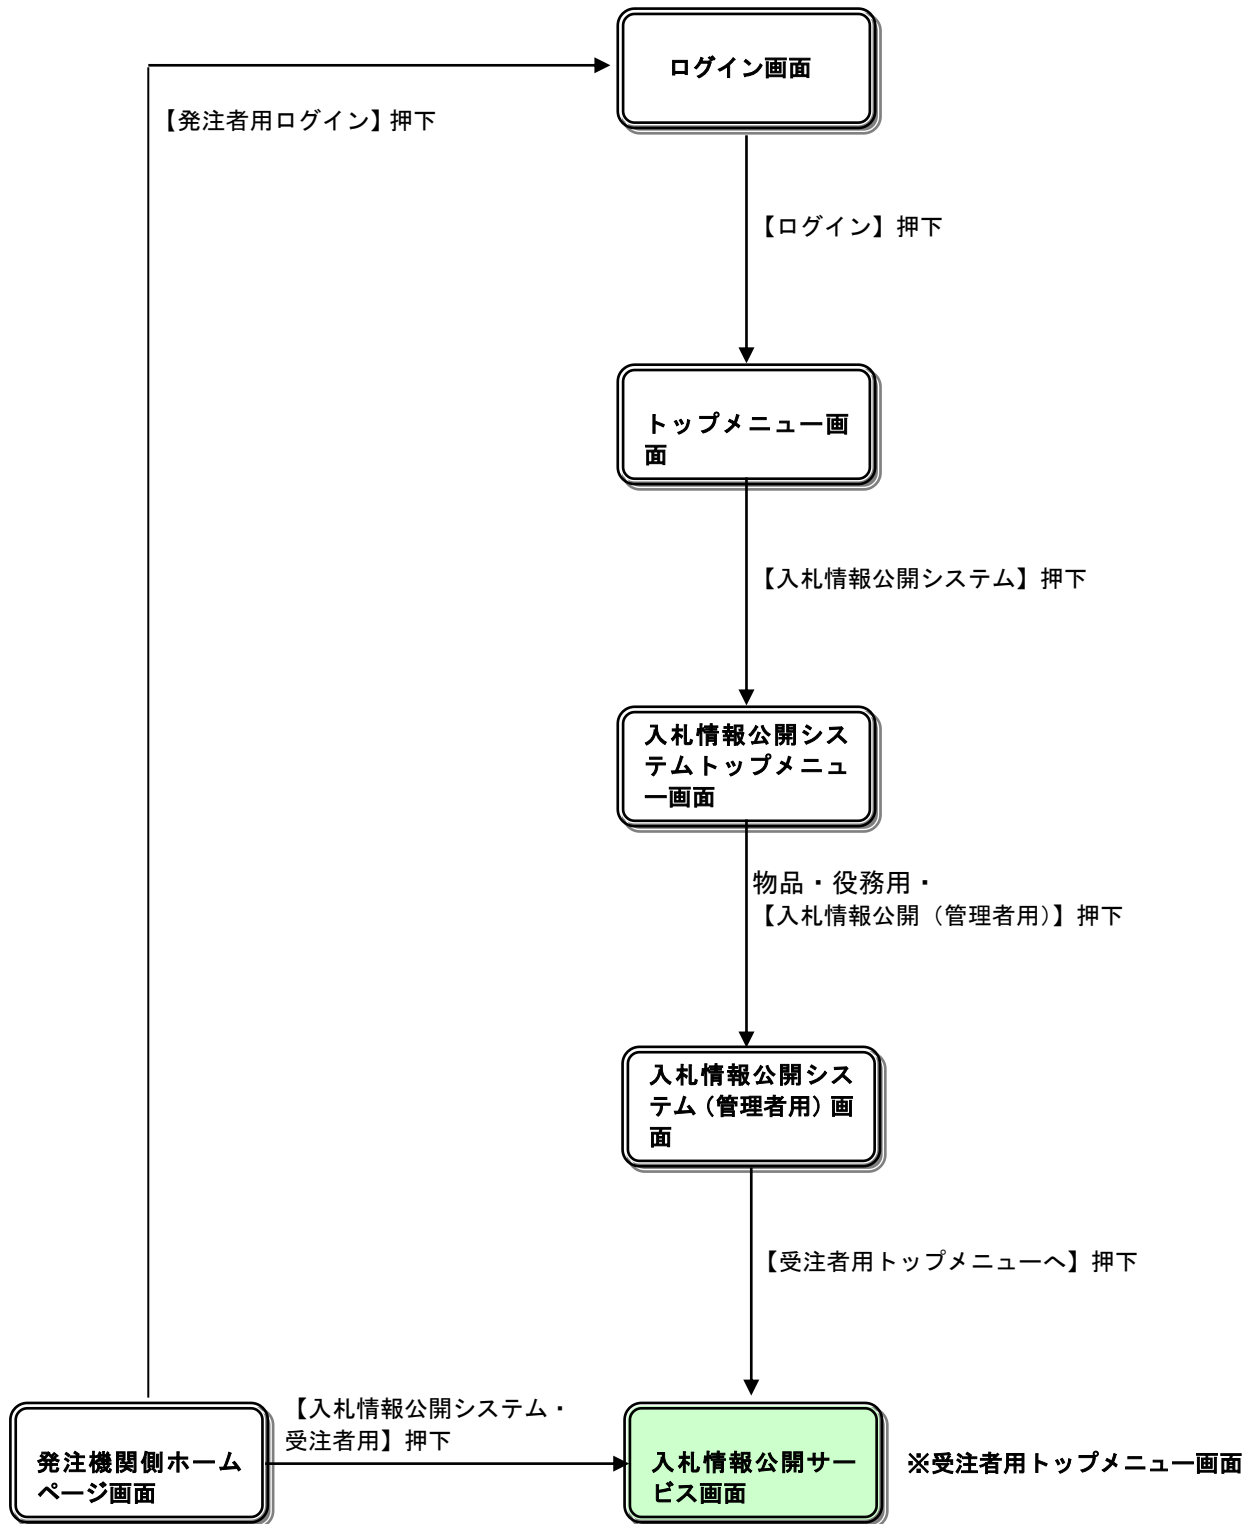 ログイン画面
【発注者用ログイン】押下
【ログイン】押下
トップメニュー画
面
【入札情報公開システム】押下
入札情報公開シス
テムトップメニュ
ー画面
物品・役務用・
【入札情報公開（管理者用）】押下
入札情報公開シス
テム（管理者用）画
面
【受注者用トップメニューへ】押下
【入札情報公開システム・
受注者用】押下
発注機関側ホーム
ページ画面
入札情報公開サー
ビス画面
※受注者用トップメニュー画面